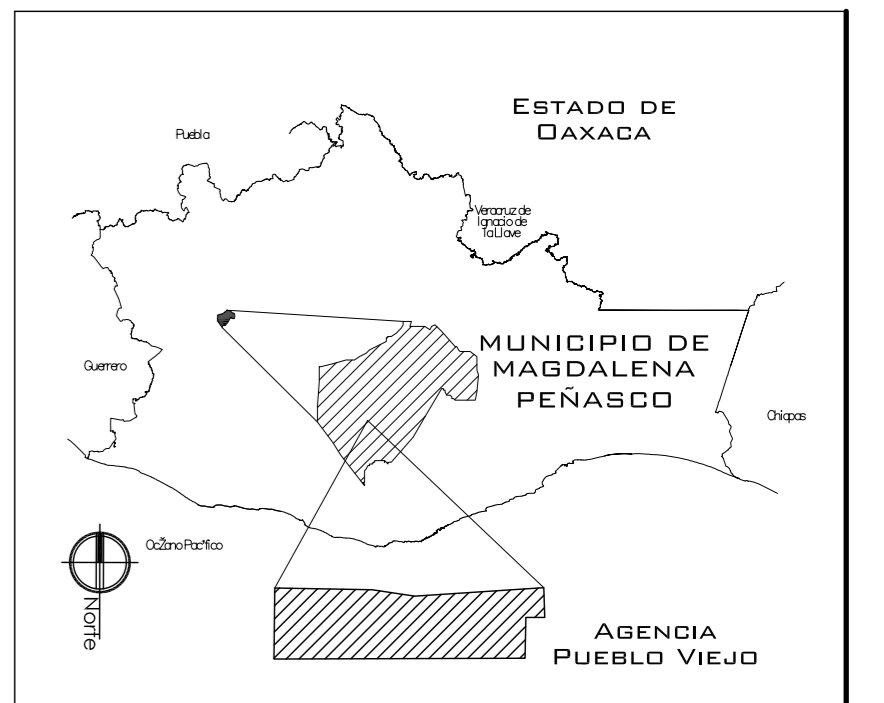 ESTADO DE
OAXACA
Puebla
Veracruz de
Ignacio de
la Llave
MUNICIPIO DE
MAGDALENA
PEÑASCO
Guerrero
Chiapas
OcŽano Pac“fico
Norte
AGENCIA
PUEBLO VIEJO